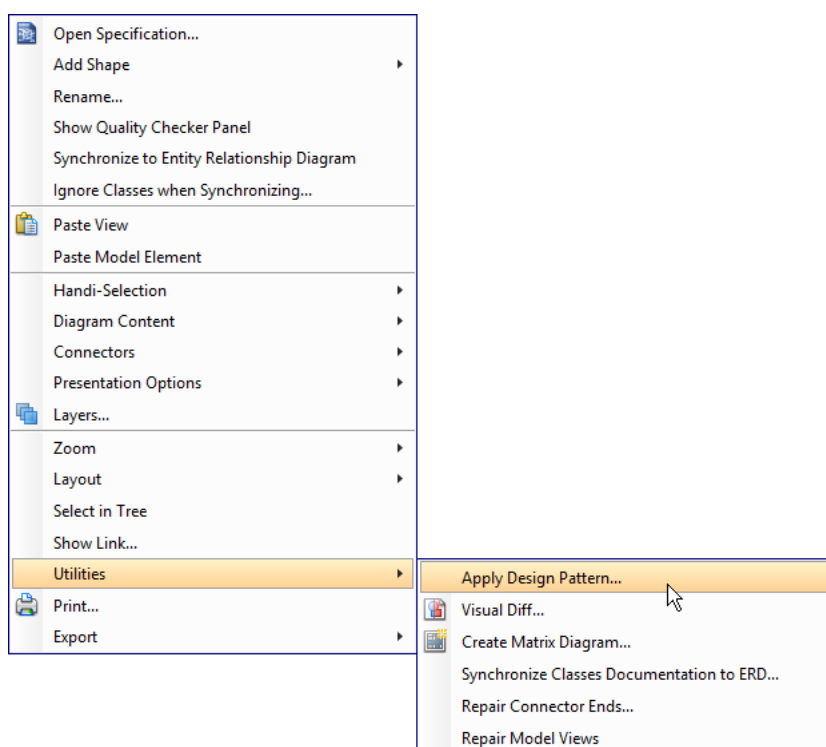 Open Specification...
Add Shape
Rename...
Show Quality Checker Panel
Synchronize to Entity Relationship Diagram
Ignore Classes when Synchronizing...
Paste View
Paste Model Element
Handi-Selection
Diagram Content
Connectors
Presentation Options
Layers...
Zoom
Layout
Select in Tree
Show Link...
Utilities
Print...
Export
Apply Design Pattern...
Visual Diff...
Create Matrix Diagram...
Synchronize Classes Documentation to ERD...
Repair Connector Ends...
Repair Model Views